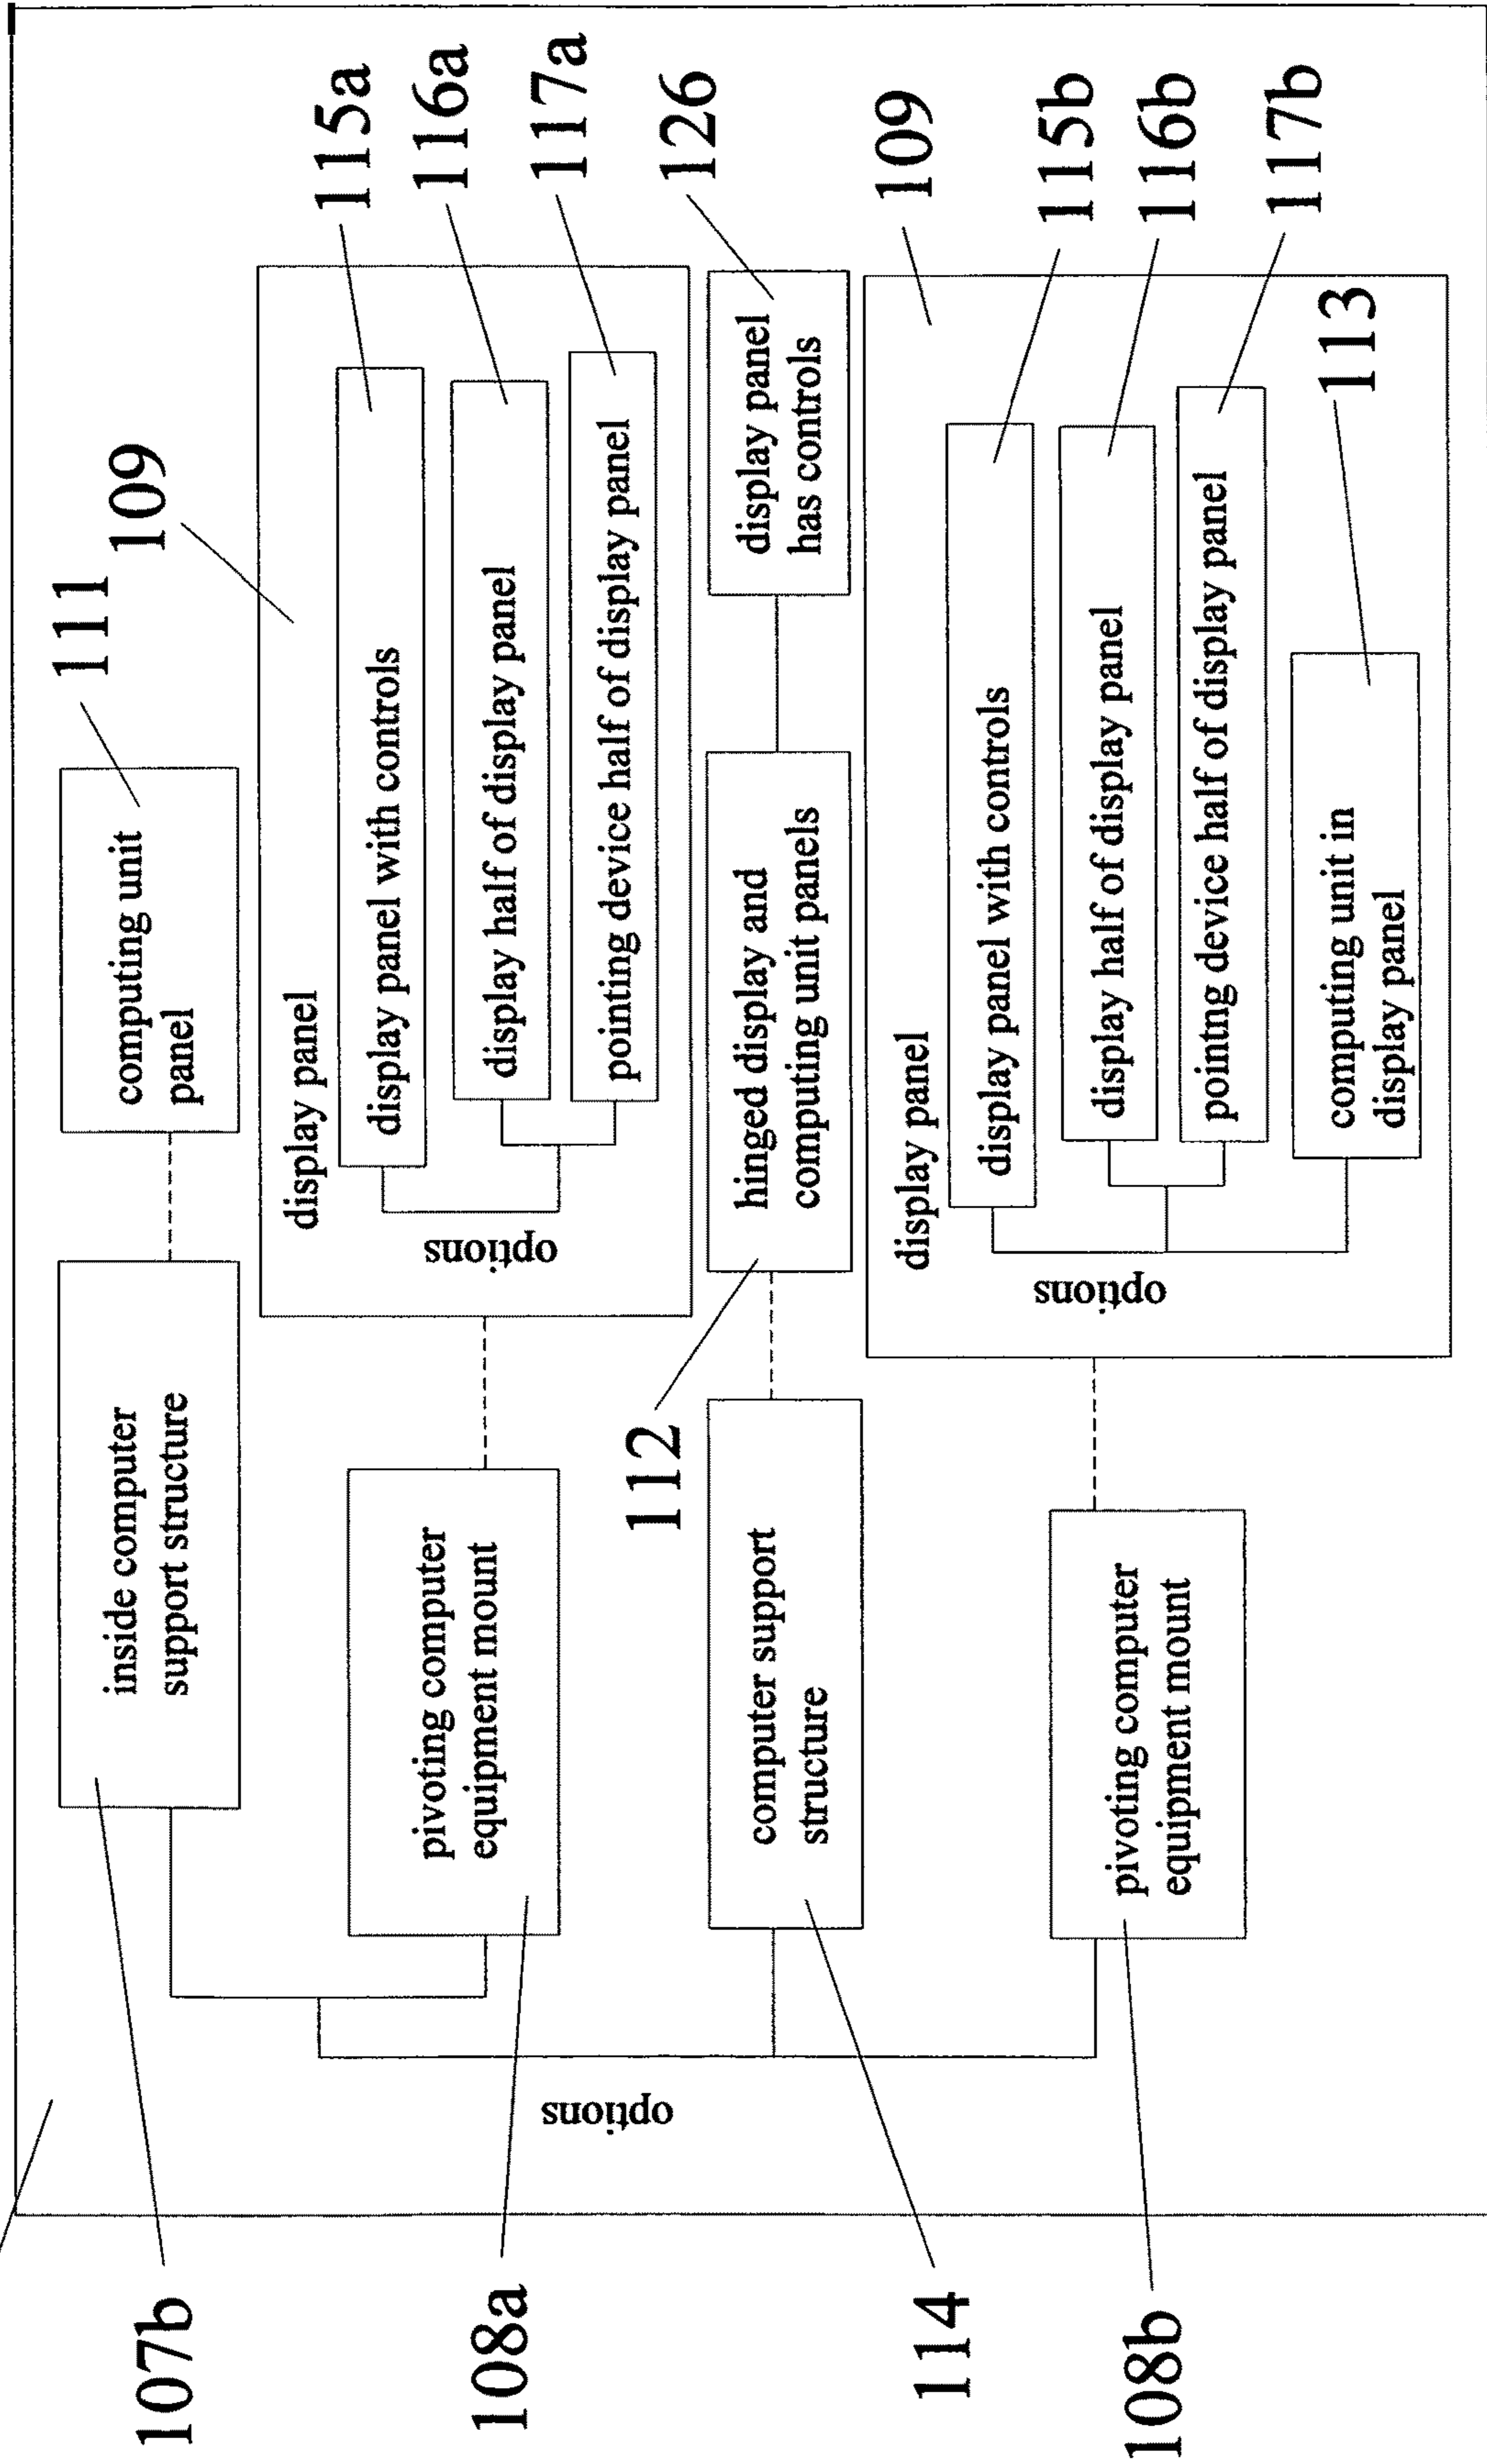 111
109
115a
116a
117a
126
109
115b
116b
117b
113
computing unit
panel
display panel
display panel with controls
display half of display panel
pointing device half of display panel
options
display panel
has controls
hinged display and
computing unit panels
112
display panel
display panel with controls
display half of display panel
pointng device half of display panel
computing unit in
display panel
options
inside computer
support structure
pivoting computer
equipment mount
computer support
structure
pivoting computer
equipment mount
options
107b
108a
114
108b